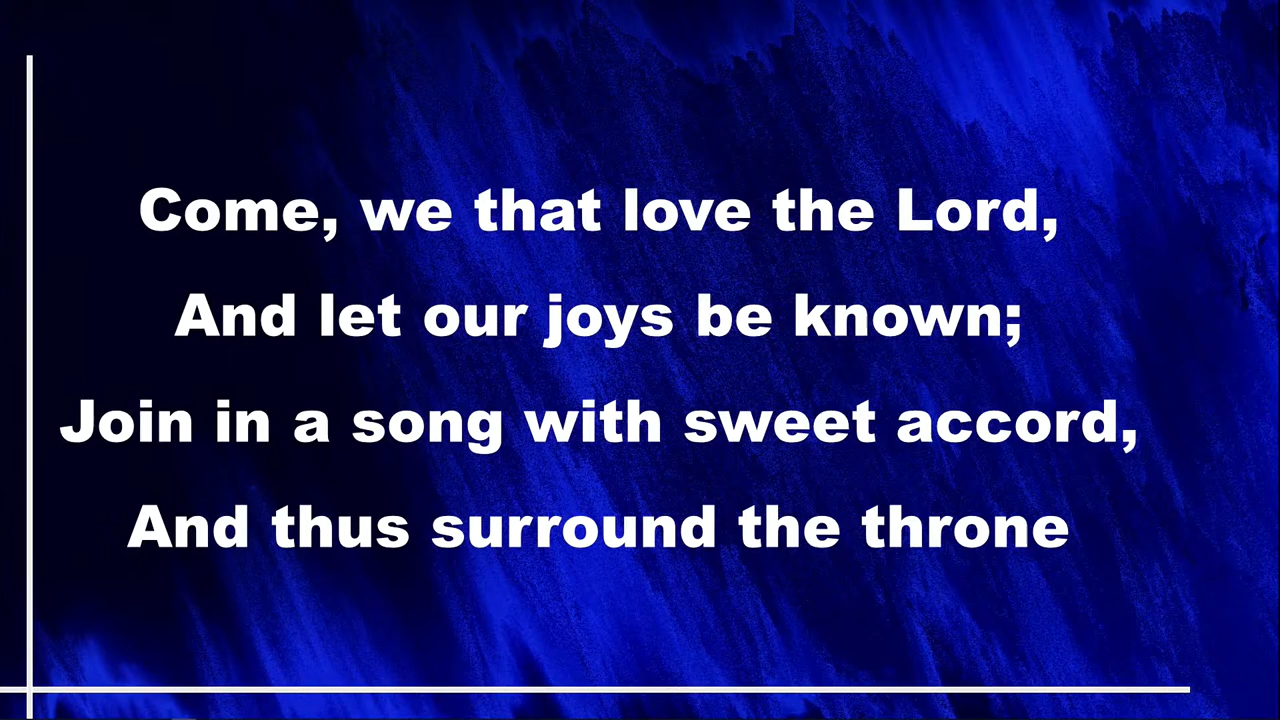 Come, we that love the Lord,
And let our joys be known;
Join in a song with sweet accord,
And thus surround the throne